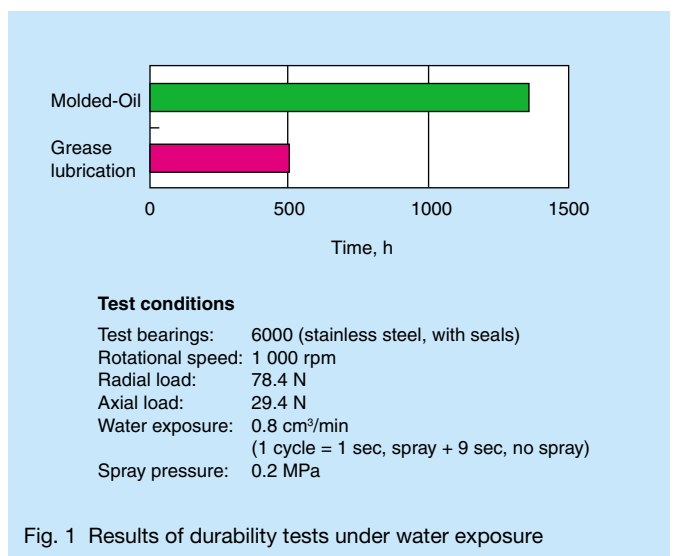 Molded-Oil
Grease
lubrication
0 500 1000 1500
Time, h
Test conditions
Test bearings: 6000 (stainless steel, with seals)
Rotational speed: 1 000 rpm
Radial load: 78.4 N
Axial load: 29.4 N
Water exposure: 0.8 cm³/min
(1 cycle = 1 sec, spray + 9 sec, no spray)
Spray pressure: 0.2 MPa
Fig. 1 Results of durability tests under water exposure